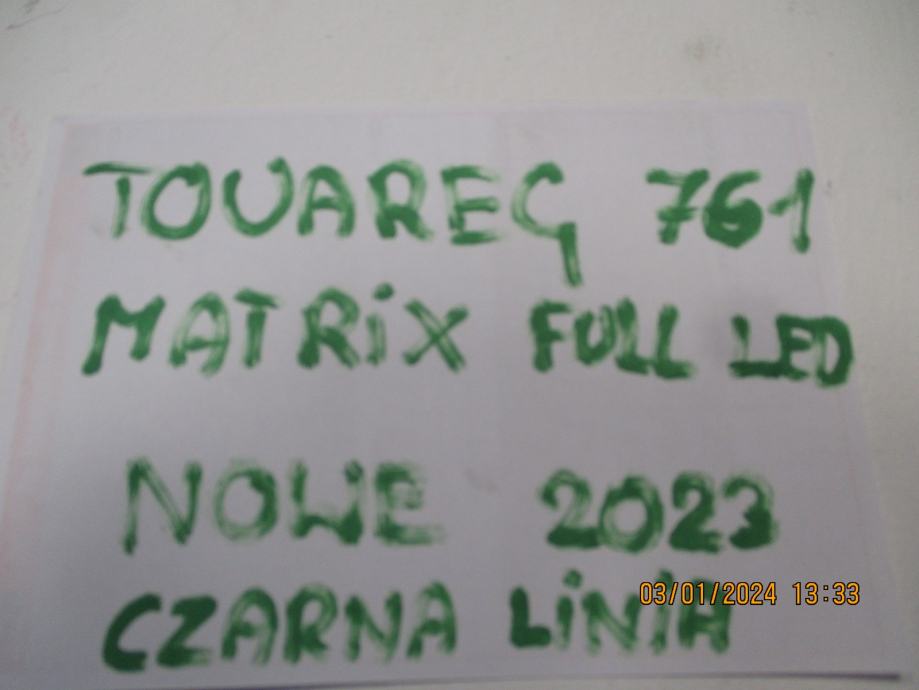 TOUAREG 761
MATRiX FULL LED
NOWE 2023
CZARNA LiNiA
03/01/2024 13:33